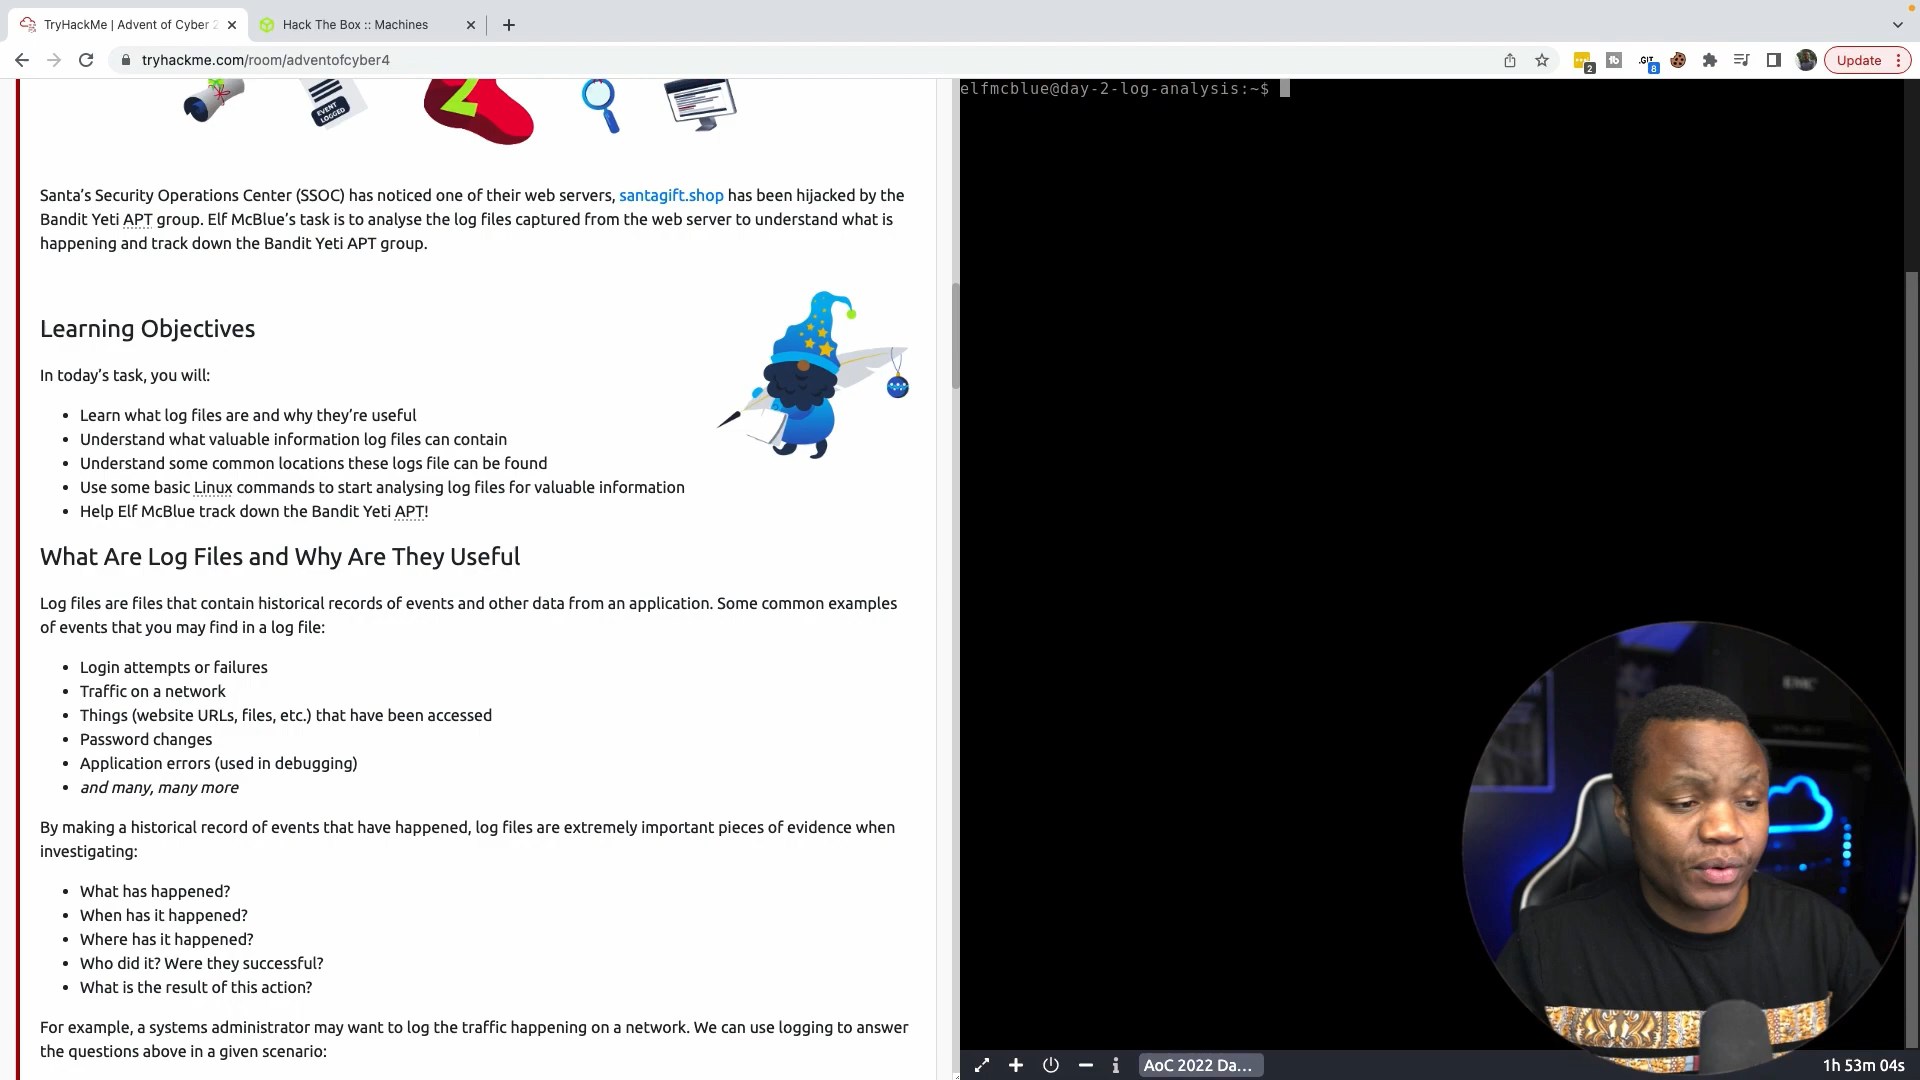 TryHackMe | Advent of Cyber 2
Hack The Box :: Machines
tryhackme.com/room/adventofcyber4
2
.GIT
8
Update
EVENT
LOGGED
2
elfmcblue@day-2-log-analysis:~$
Santa’s Security Operations Center (SSOC) has noticed one of their web servers, santagift.shop has been hijacked by the
Bandit Yeti APT group. Elf McBlue’s task is to analyse the log files captured from the web server to understand what is
happening and track down the Bandit Yeti APT group.
Learning Objectives
In today’s task, you will:
• Learn what log files are and why they’re useful
• Understand what valuable information log files can contain
• Understand some common locations these logs file can be found
• Use some basic Linux commands to start analysing log files for valuable information
• Help Elf McBlue track down the Bandit Yeti APT!
What Are Log Files and Why Are They Useful
Log files are files that contain historical records of events and other data from an application. Some common examples
of events that you may find in a log file:
• Login attempts or failures
• Traffic on a network
• Things (website URLs, files, etc.) that have been accessed
• Password changes
• Application errors (used in debugging)
• and many, many more
By making a historical record of events that have happened, log files are extremely important pieces of evidence when
investigating:
• What has happened?
• When has it happened?
• Where has it happened?
• Who did it? Were they successful?
• What is the result of this action?
For example, a systems administrator may want to log the traffic happening on a network. We can use logging to answer
the questions above in a given scenario:
EMC
AoC 2022 Da...
1h 53m 04s